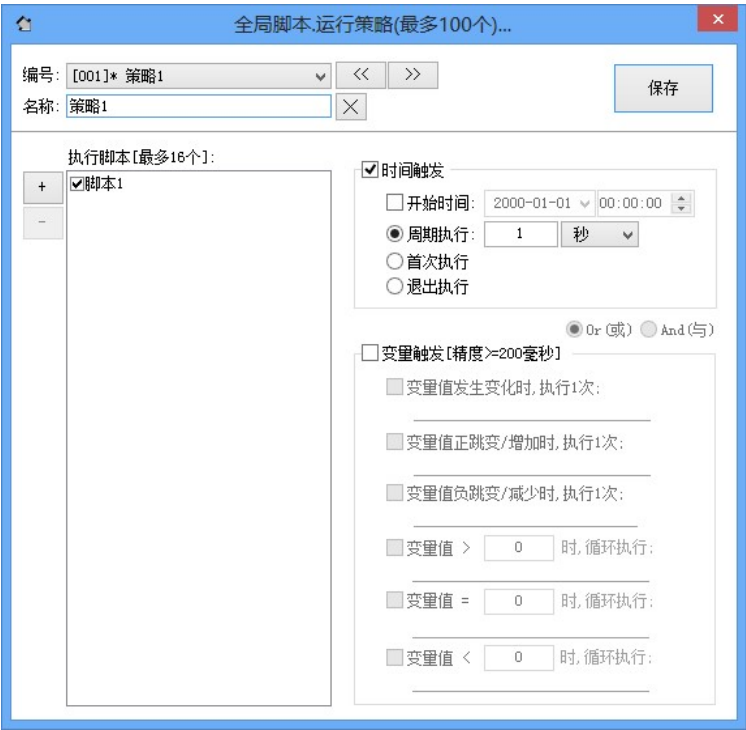 全局脚本.运行策略(最多100个)...
编号: [001]* 策略1 << >>
保存
名称: 策略1
执行脚本[最多16个]:
+
-
脚本1
时间触发
开始时间: 2000-01-01 00:00:00
周期执行: 1 秒
首次执行
退出执行
Or(或) And(与)
变量触发[精度>=200毫秒]
变量值发生变化时,执行1次:
变量值正跳变/增加时,执行1次:
变量值负跳变/减少时,执行1次:
变量值 > 0 时,循环执行:
变量值 = 0 时,循环执行:
变量值 < 0 时,循环执行: